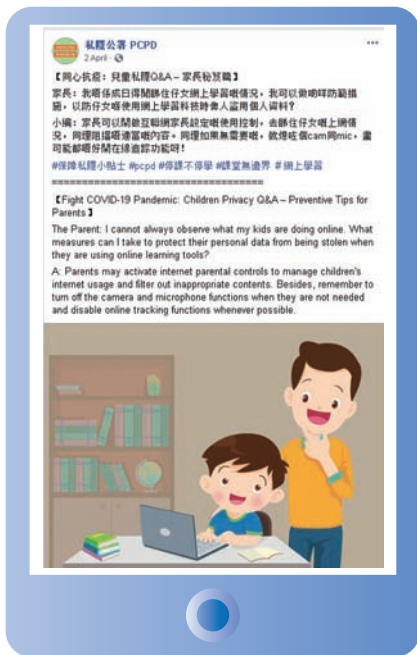 私隱公署 PCPD
2 April ·
【同心抗疫：兒童私隱Q&A – 家長秘笈篇】
家長：我唔係成日得閒睇住仔女網上學習嘅情況，我可以做啲咩防範措
施，以防仔女喺使用網上學習科技時俾人盜用個人資料?
小編：家長可以開啟互聯網家長設定嘅使用控制，去睇住仔女嘅上網情
況，同埋阻擋唔適當嘅內容。同埋如果無需要嘅，就熄咗個cam同mic，盡
可能都唔好開在線追蹤功能呀！
#保障私隱小貼士 #pcpd #停課不停學 #課堂無邊界 # 網上學習
==================================
【Fight COVID-19 Pandemic: Children Privacy Q&A – Preventive Tips for
Parents】
The Parent: I cannot always observe what my kids are doing online. What
measures can I take to protect their personal data from being stolen when
they are using online learning tools?
A: Parents may activate internet parental controls to manage children's
internet usage and filter out inappropriate contents. Besides, remember to
turn off the camera and microphone functions when they are not needed
and disable online tracking functions whenever possible.